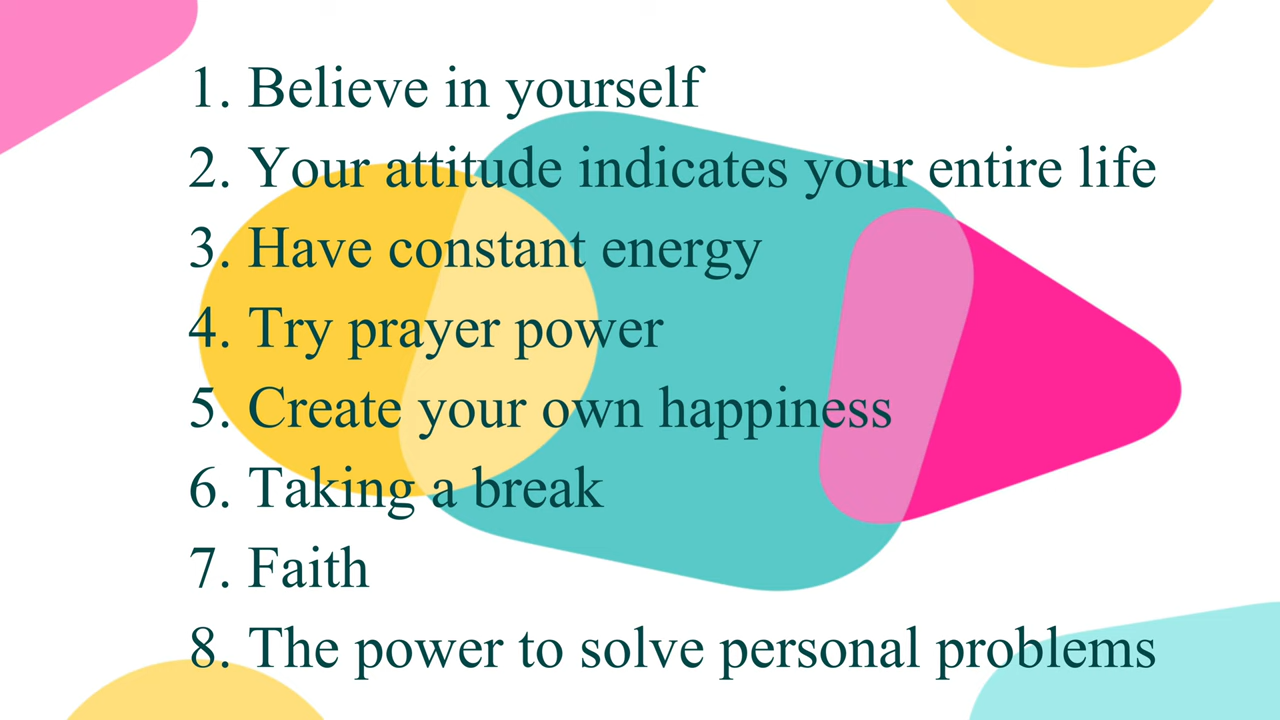 1. Believe in yourself
2. Your attitude indicates your entire life
3. Have constant energy
4. Try prayer power
5. Create your own happiness
6. Taking a break
7. Faith
8. The power to solve personal problems